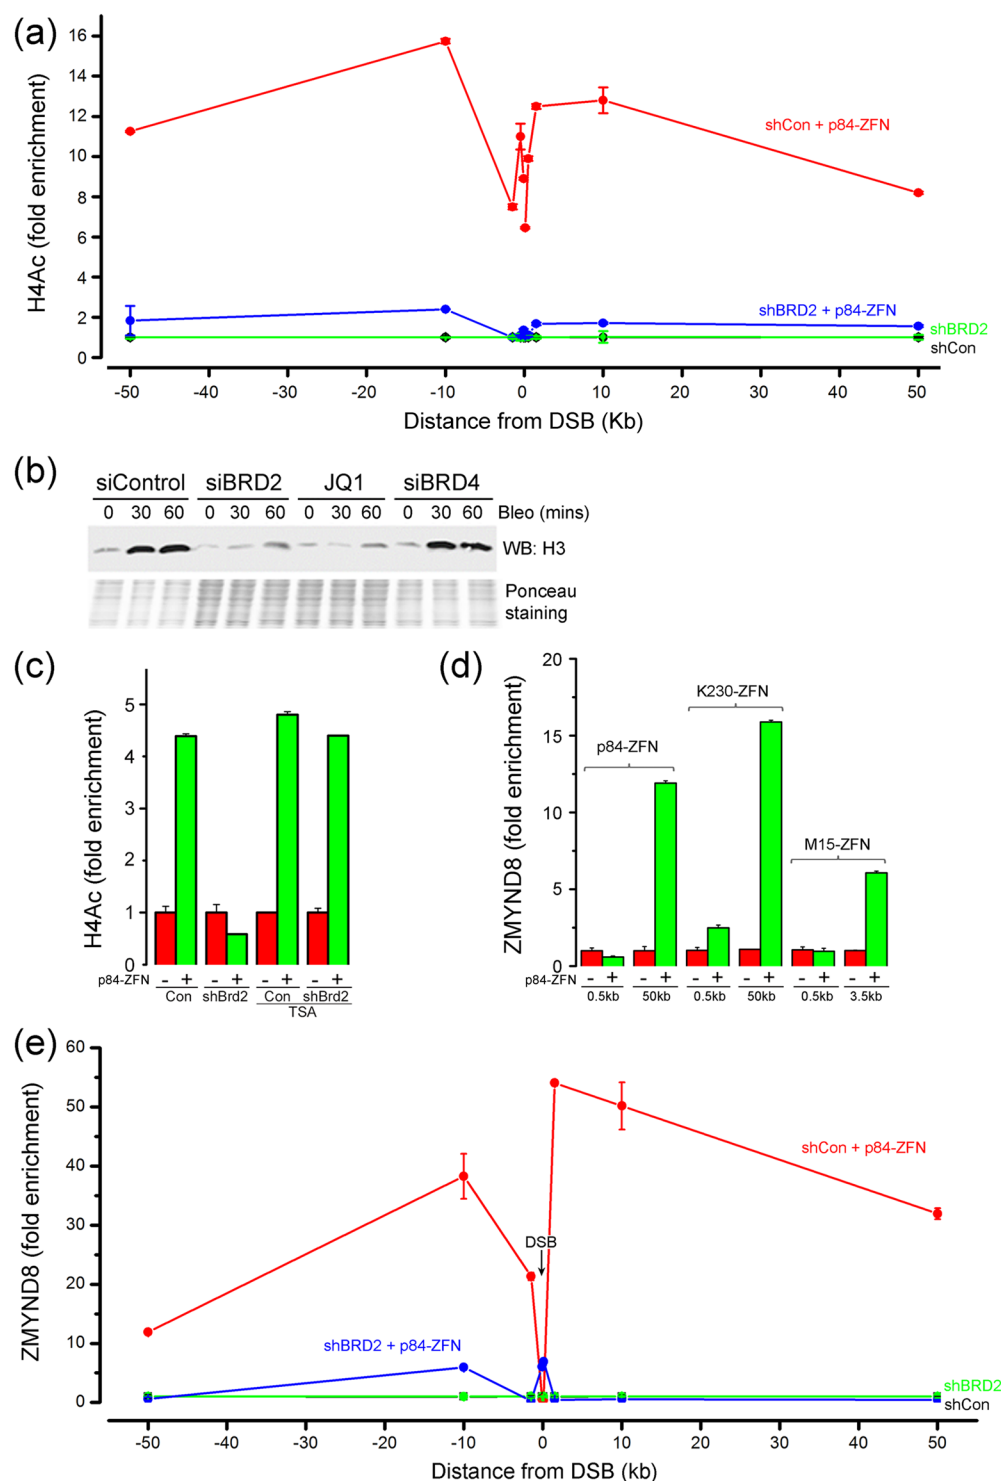 (a)
H4Ac (fold enrichment)
16
14
12
10
8
6
4
2
0
shCon + p84-ZFN
shBRD2 + p84-ZFN
shBRD2
shCon
-50 -40 -30 -20 -10 0 10 20 30 40 50
Distance from DSB (Kb)
(b)
siControl siBRD2 JQ1 siBRD4
0 30 60 0 30 60 0 30 60 0 30 60 Bleo (mins)
WB: H3
Ponceau
staining
(c)
H4Ac (fold enrichment)
5
4
3
2
1
0
p84-ZFN - + - + - + - +
Con shBrd2 Con shBrd2
TSA
(d)
ZMYND8 (fold enrichment)
20
15
10
5
0
K230-ZFN
p84-ZFN
M15-ZFN
p84-ZFN - + - + - + - + - + - +
0.5kb 50kb 0.5kb 50kb 0.5kb 3.5kb
(e)
ZMYND8 (fold enrichment)
60
50
40
30
20
10
0
shCon + p84-ZFN
DSB
shBRD2 + p84-ZFN
shBRD2
shCon
-50 -40 -30 -20 -10 0 10 20 30 40 50
Distance from DSB (kb)